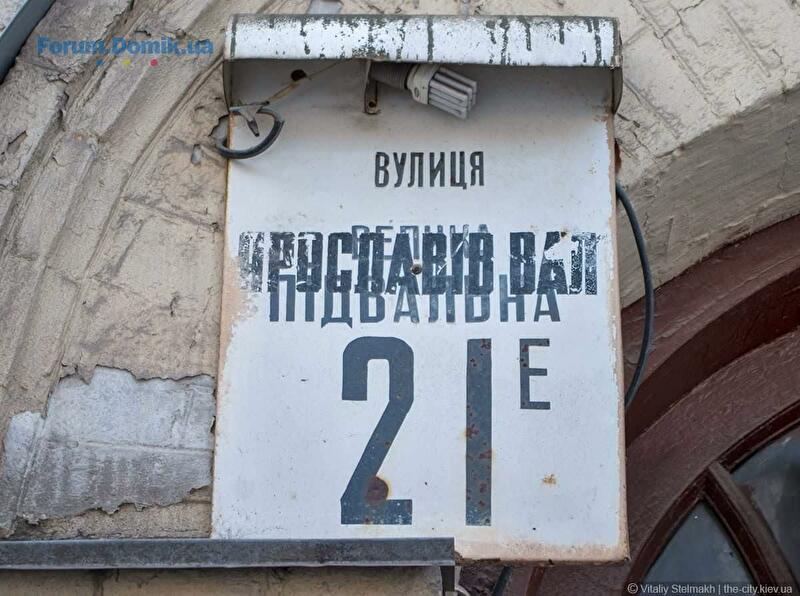 Forum.Domik.ua
ВУЛИЦЯ
ВЕЛИКА
ЯРОСЛАВІВ ВАЛ
ПІДВАЛЬНА
21 Е
© Vitaliy Stelmakh | the-city.kiev.ua